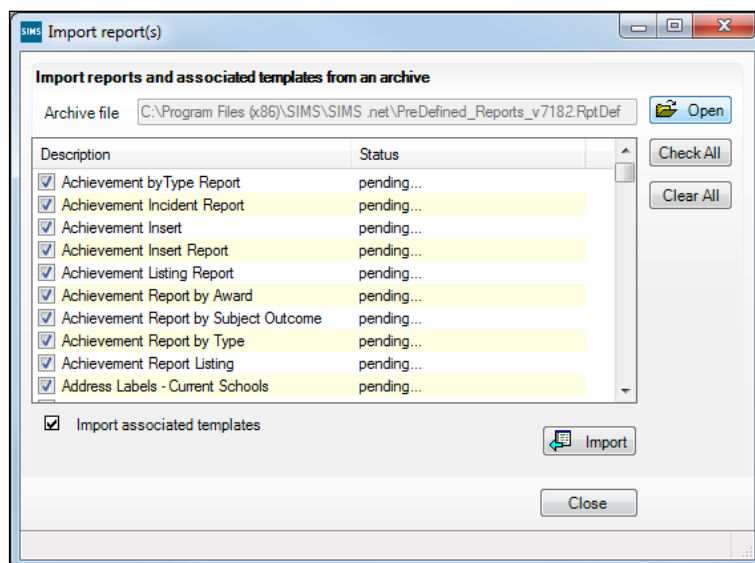 SIMS Import report(s)
Import reports and associated templates from an archive
Archive file C:\Program Files (x86)\SIMS\SIMS .net\PreDefined_Reports_v7182.RptDef Open
Description Status Check All
Achievement by Type Report pending...
Achievement Incident Report pending... Clear All
Achievement Insert pending...
Achievement Insert Report pending...
Achievement Listing Report pending...
Achievement Report by Award pending...
Achievement Report by Subject Outcome pending...
Achievement Report by Type pending...
Achievement Report Listing pending...
Address Labels - Current Schools pending...
Import associated templates
Import
Close